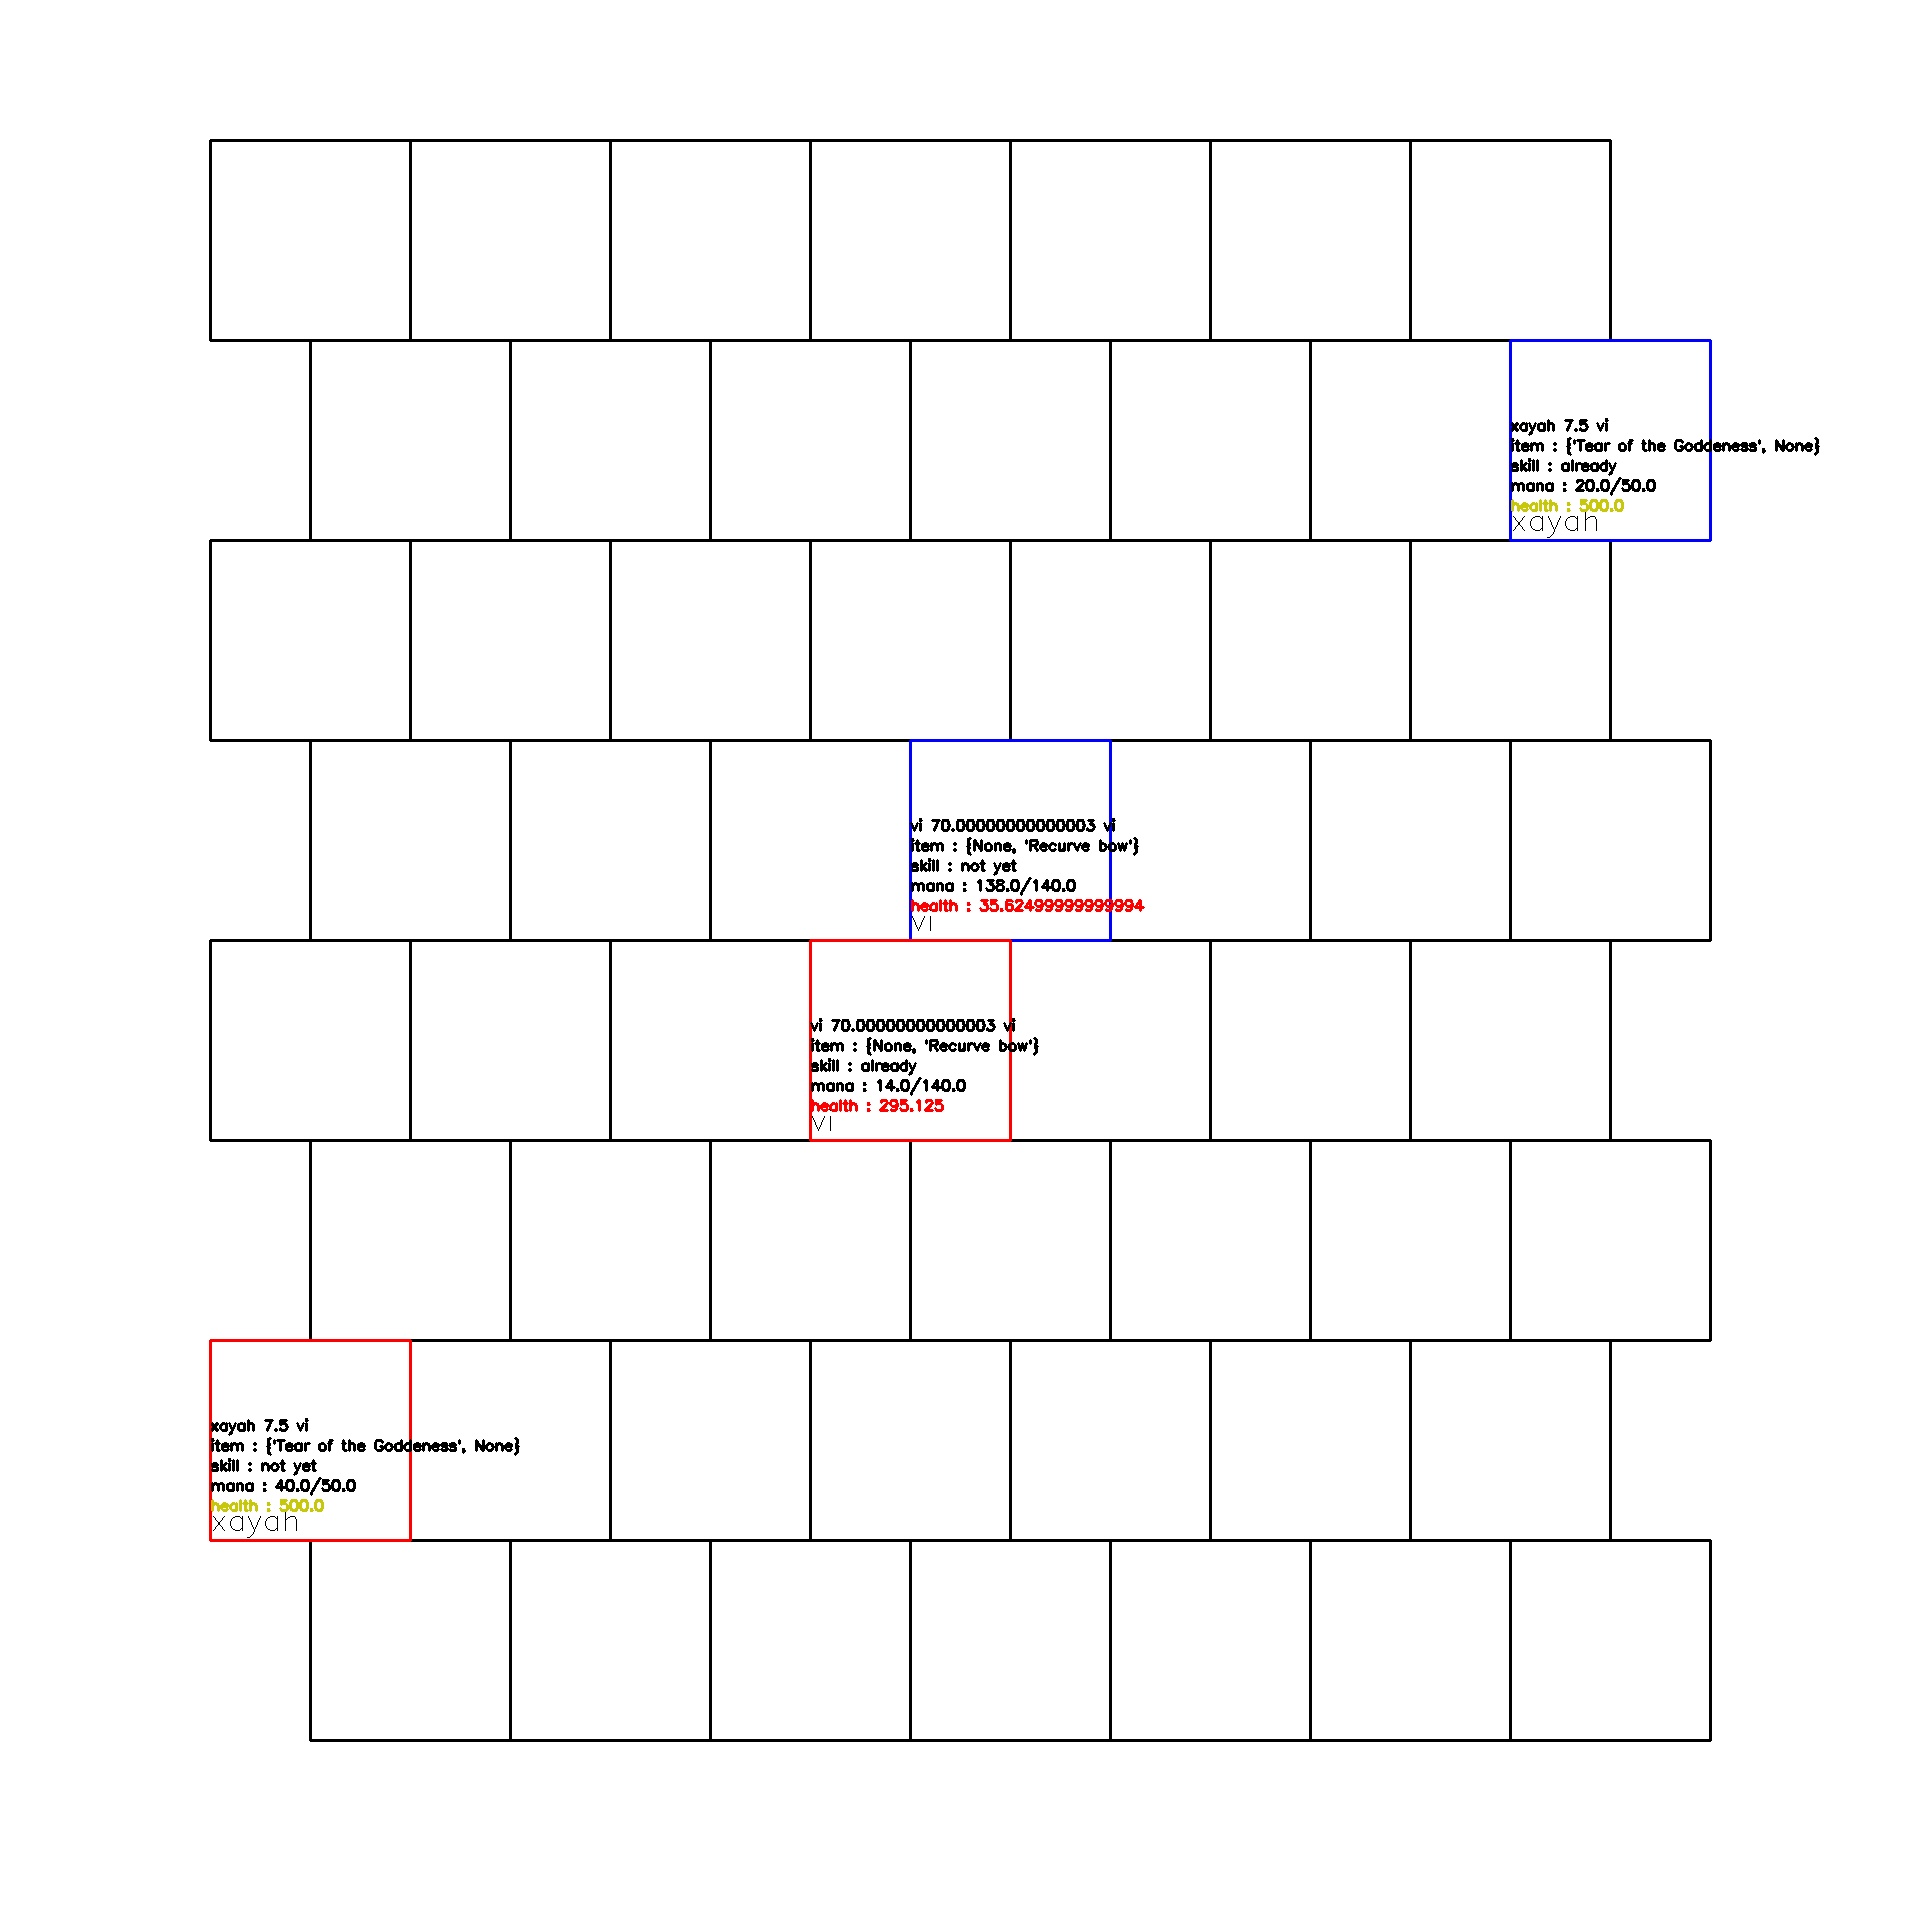 xayah 7.5 vi
item : {'Tear of the Goddeness', None}
skill : already
mana : 20.0/50.0
health : 500.0
xayah
vi 70.00000000000003 vi
item : {None, 'Recurve bow'}
skill : not yet
mana : 138.0/140.0
health : 35.62499999999994
vi
vi 70.00000000000003 vi
item : {None, 'Recurve bow'}
skill : already
mana : 14.0/140.0
health : 295.125
vi
xayah 7.5 vi
item : {'Tear of the Goddeness', None}
skill : not yet
mana : 40.0/50.0
health : 500.0
xayah